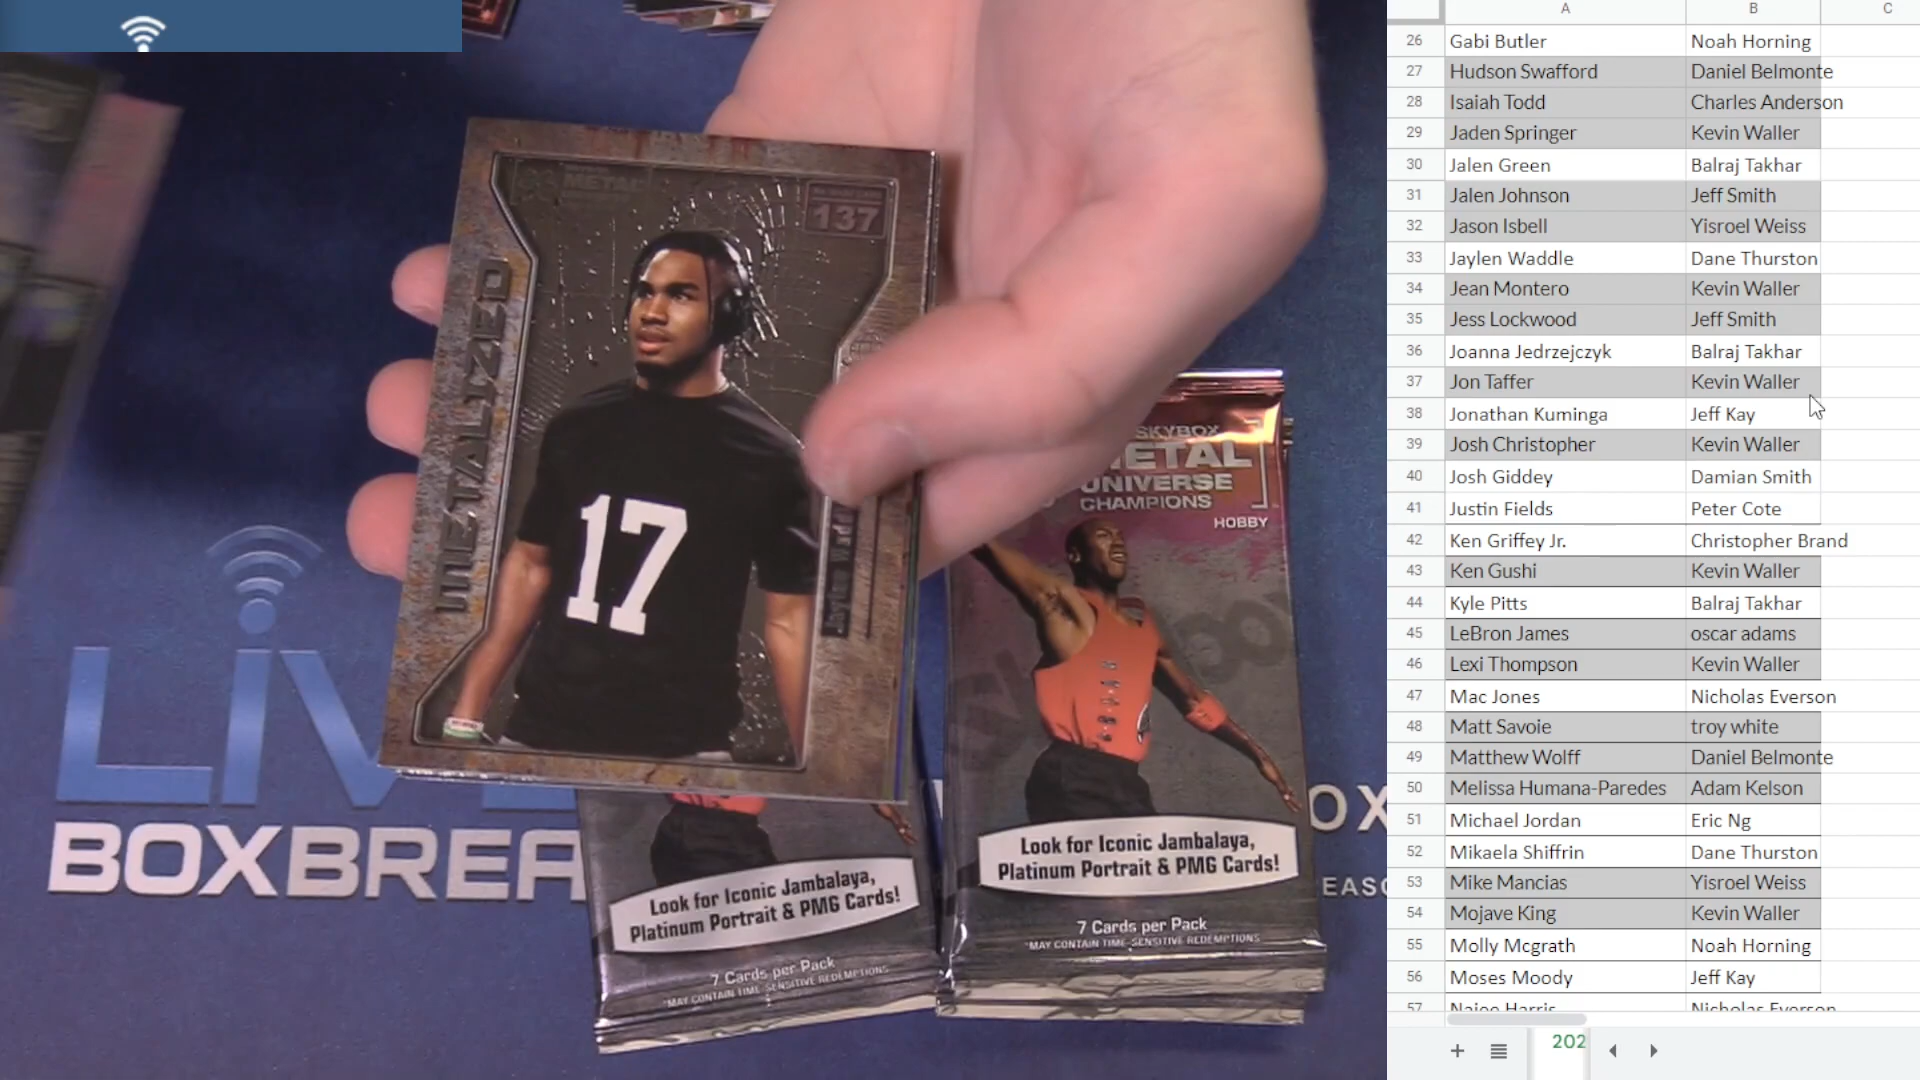 METAL
137
METALIZED
17
SKYBOX
METAL
UNIVERSE
CHAMPIONS
HOBBY
Look for Iconic Jambalaya,
Platinum Portrait & PMG Cards!
7 Cards per Pack
*MAY CONTAIN TIME-SENSITIVE REDEMPTIONS
Look for Iconic Jambalaya,
Platinum Portrait & PMG Cards!
7 Cards per Pack
*MAY CONTAIN TIME-SENSITIVE REDEMPTIONS
LIV
BOXBREA
OX
EAS
A B C
26 Gabi Butler Noah Horning
27 Hudson Swafford Daniel Belmonte
28 Isaiah Todd Charles Anderson
29 Jaden Springer Kevin Waller
30 Jalen Green Balraj Takhar
31 Jalen Johnson Jeff Smith
32 Jason Isbell Yisroel Weiss
33 Jaylen Waddle Dane Thurston
34 Jean Montero Kevin Waller
35 Jess Lockwood Jeff Smith
36 Joanna Jedrzejczyk Balraj Takhar
37 Jon Taffer Kevin Waller
38 Jonathan Kuminga Jeff Kay
39 Josh Christopher Kevin Waller
40 Josh Giddey Damian Smith
41 Justin Fields Peter Cote
42 Ken Griffey Jr. Christopher Brand
43 Ken Gushi Kevin Waller
44 Kyle Pitts Balraj Takhar
45 LeBron James oscar adams
46 Lexi Thompson Kevin Waller
47 Mac Jones Nicholas Everson
48 Matt Savoie troy white
49 Matthew Wolff Daniel Belmonte
50 Melissa Humana-Paredes Adam Kelson
51 Michael Jordan Eric Ng
52 Mikaela Shiffrin Dane Thurston
53 Mike Mancias Yisroel Weiss
54 Mojave King Kevin Waller
55 Molly Mcgrath Noah Horning
56 Moses Moody Jeff Kay
57 Najee Harris Nicholas Everson
202